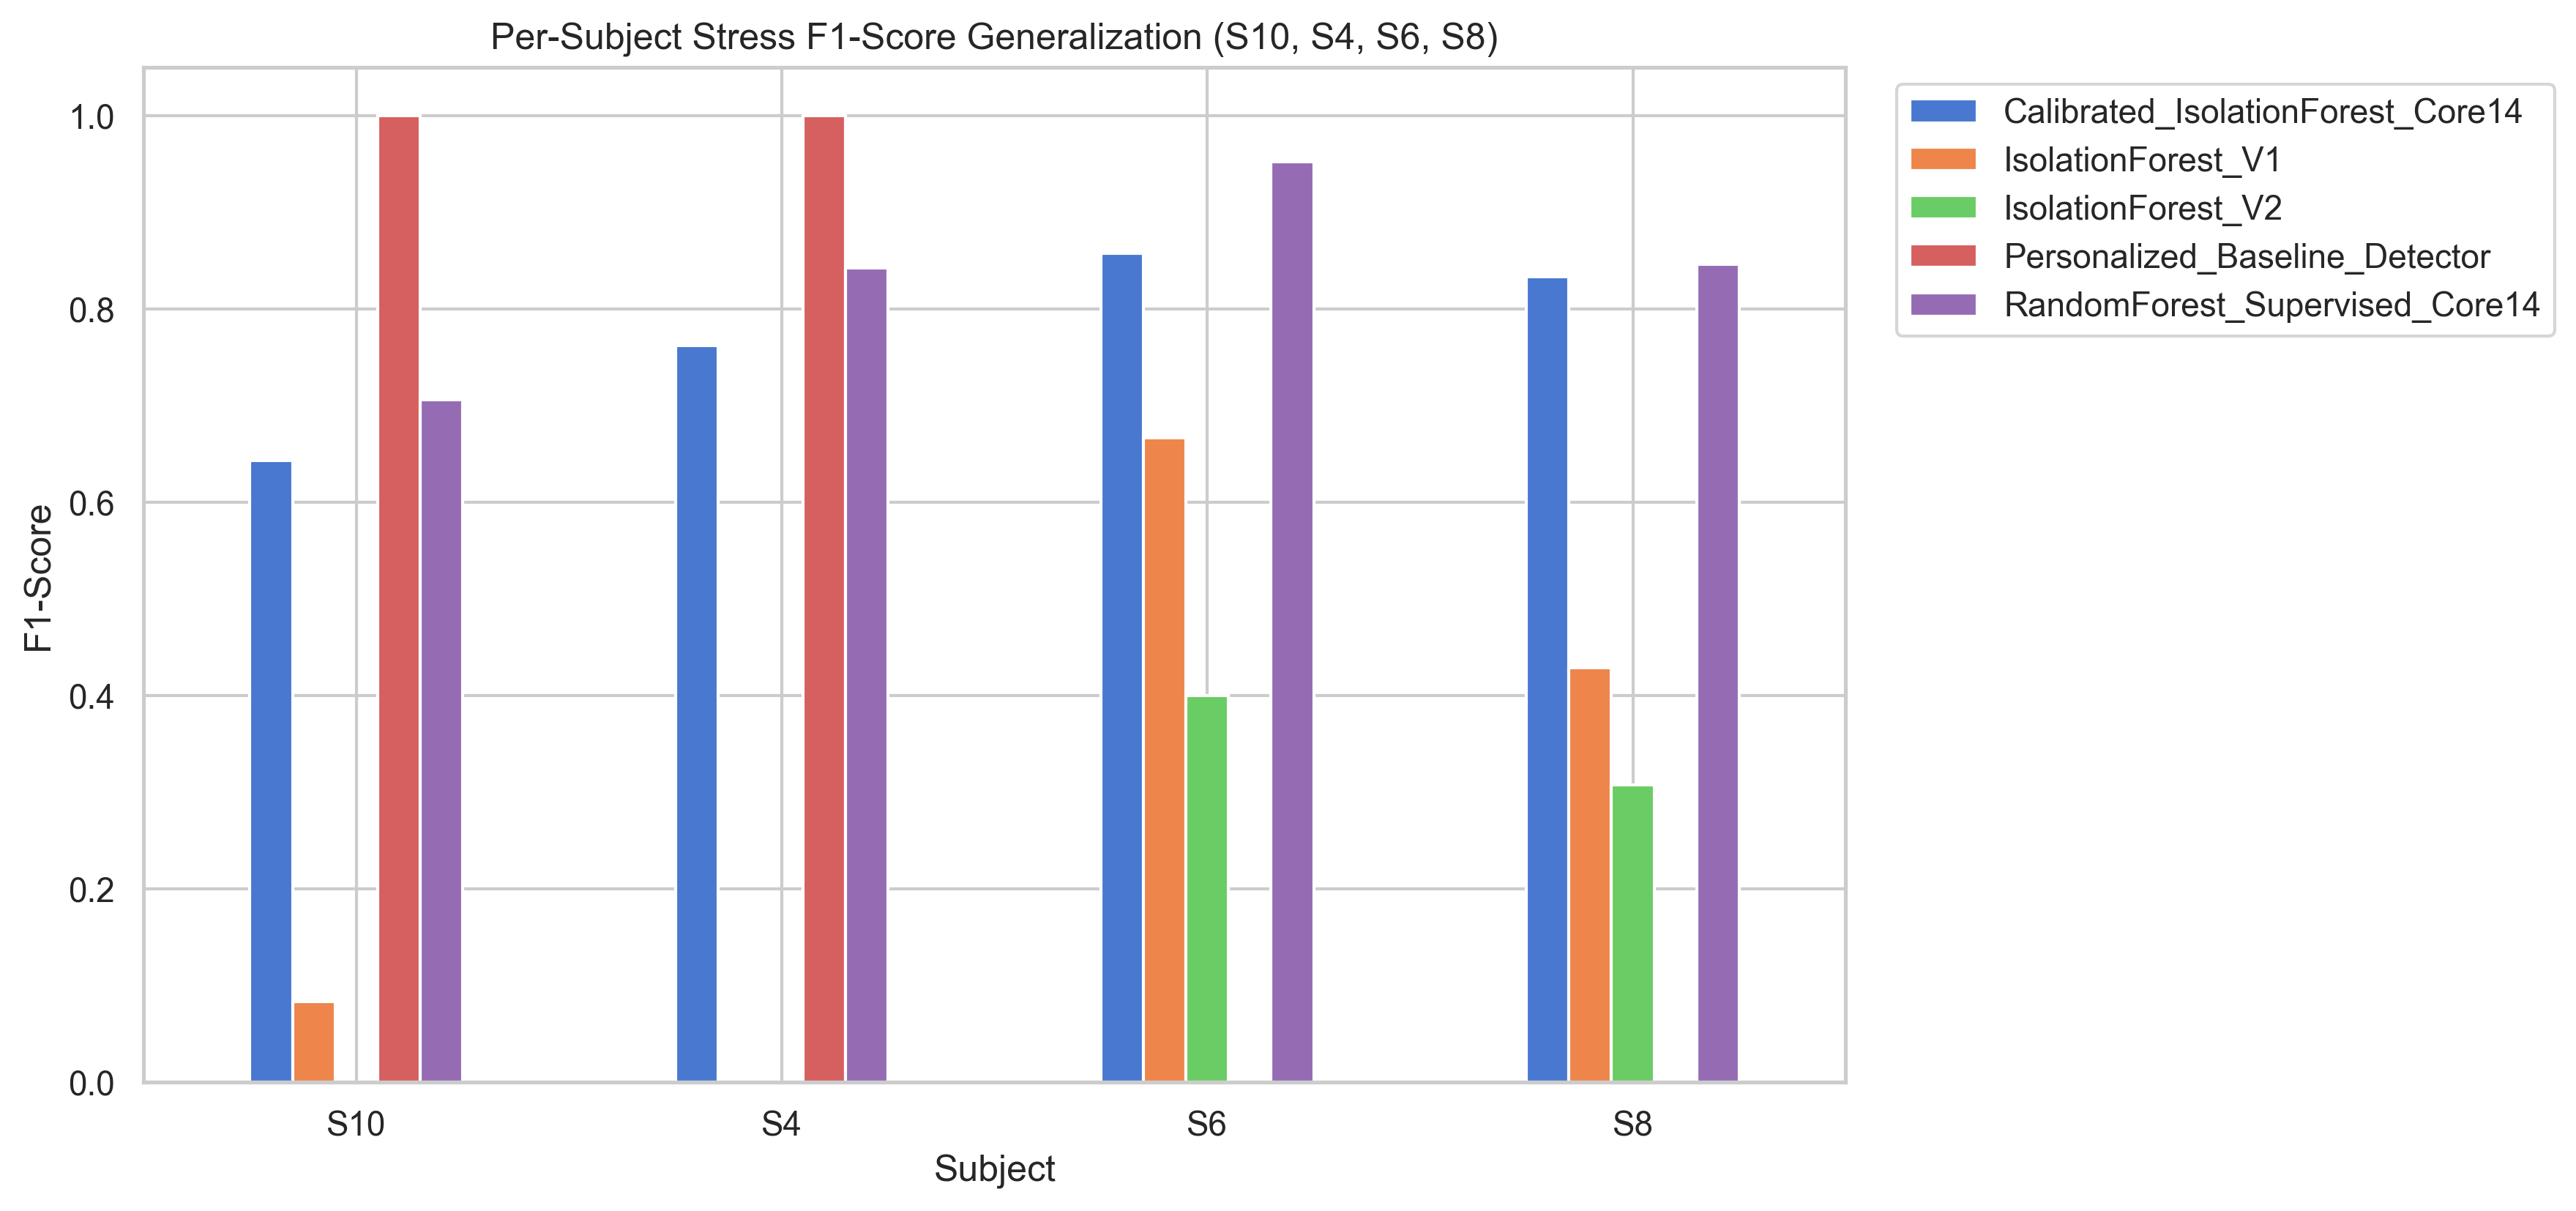 Per-Subject Stress F1-Score Generalization (S10, S4, S6, S8)
1.0
0.8
0.6
0.4
0.2
0.0
F1-Score
S10
S4
S6
S8
Subject
Calibrated_IsolationForest_Core14
IsolationForest_V1
IsolationForest_V2
Personalized_Baseline_Detector
RandomForest_Supervised_Core14